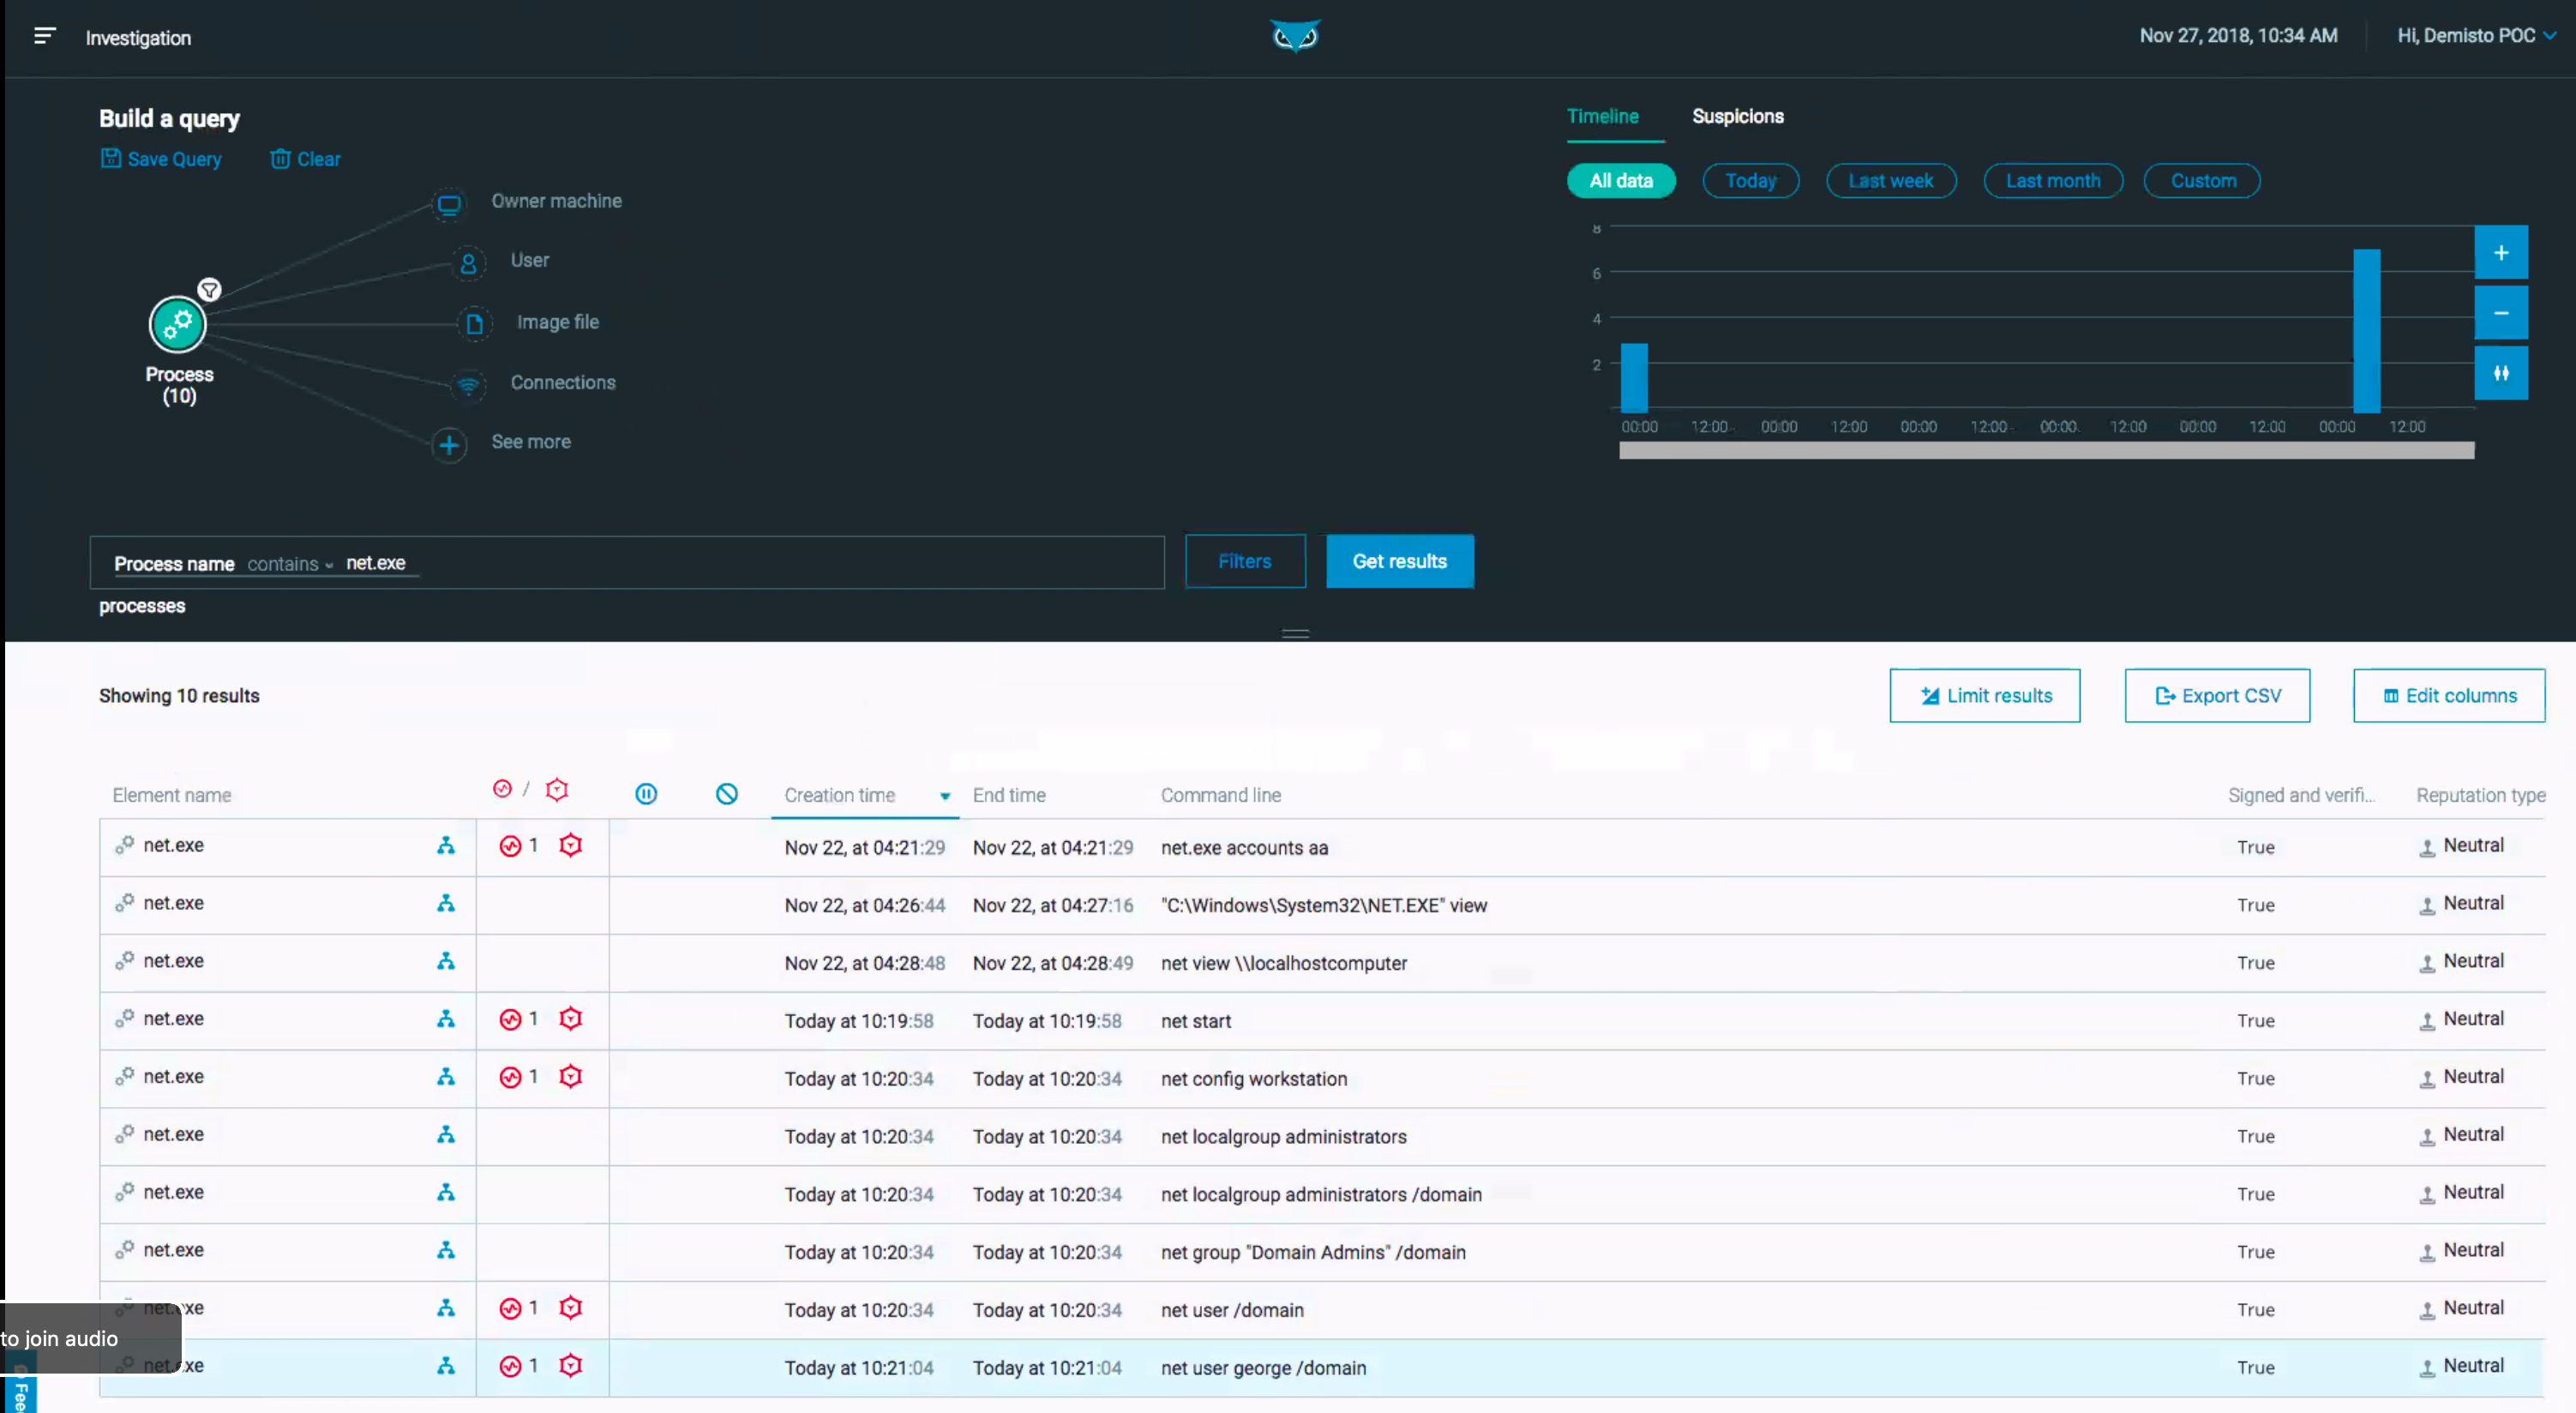 Investigation
Nov 27, 2018, 10:34 AM
Hi, Demisto POC
Build a query
Save Query Clear
Owner machine
User
Image file
Connections
See more
Process
(10)
Timeline Suspicions
All data Today Last week Last month Custom
8
6
4
2
00:00 12:00 00:00 12:00 00:00 12:00 00:00 12:00 00:00 12:00 00:00 12:00
Process name contains net.exe
Filters Get results
processes
Showing 10 results
Limit results Export CSV Edit columns
Element name / Creation time End time Command line Signed and verifi... Reputation type
net.exe 1 Nov 22, at 04:21:29 Nov 22, at 04:21:29 net.exe accounts aa True Neutral
net.exe Nov 22, at 04:26:44 Nov 22, at 04:27:16 "C:\Windows\System32\NET.EXE" view True Neutral
net.exe Nov 22, at 04:28:48 Nov 22, at 04:28:49 net view \\localhostcomputer True Neutral
net.exe 1 Today at 10:19:58 Today at 10:19:58 net start True Neutral
net.exe 1 Today at 10:20:34 Today at 10:20:34 net config workstation True Neutral
net.exe Today at 10:20:34 Today at 10:20:34 net localgroup administrators True Neutral
net.exe Today at 10:20:34 Today at 10:20:34 net localgroup administrators /domain True Neutral
net.exe Today at 10:20:34 Today at 10:20:34 net group "Domain Admins" /domain True Neutral
net.exe 1 Today at 10:20:34 Today at 10:20:34 net user /domain True Neutral
to join audio
net.exe 1 Today at 10:21:04 Today at 10:21:04 net user george /domain True Neutral
Fee